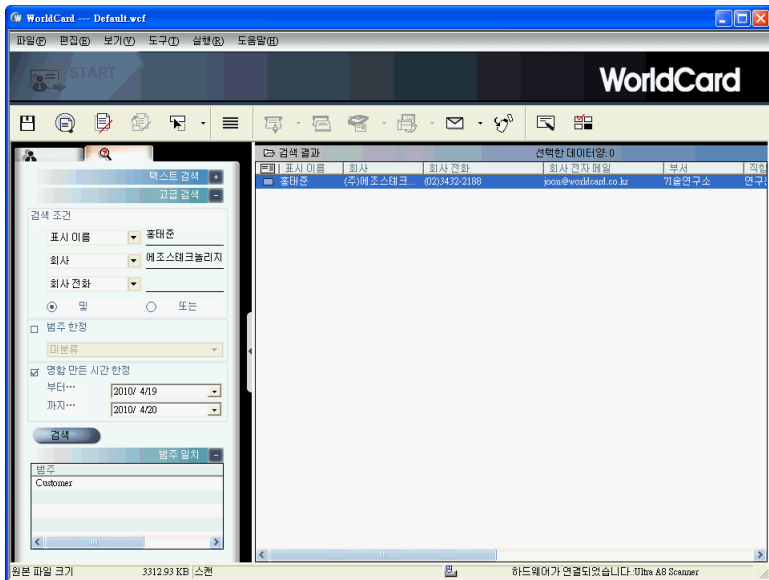 WorldCard --- Default.wcf
파일(F) 편집(E) 보기(V) 도구(T) 실행(R) 도움말(H)
START
WorldCard
검색 결과 선택한 데이터양: 0
표시 이름 회사 회사 전화 회사 전자 메일 부서 직함
홍태준 (주)에조스테크... (02)3432-2188 joon@worldcard.co.kr 기술연구소 연구원
텍스트 검색
고급 검색
검색 조건
표시 이름 홍태준
회사 에조스테크놀리지
회사 전화
및 또는
범주 한정
미분류
명함 만든 시간 한정
부터… 2010/ 4/19
까지… 2010/ 4/20
검색
범주 일치
범주
Customer
원본 파일 크기 3312.93 KB 스캔 하드웨어가 연결되었습니다.:Ultra A8 Scanner